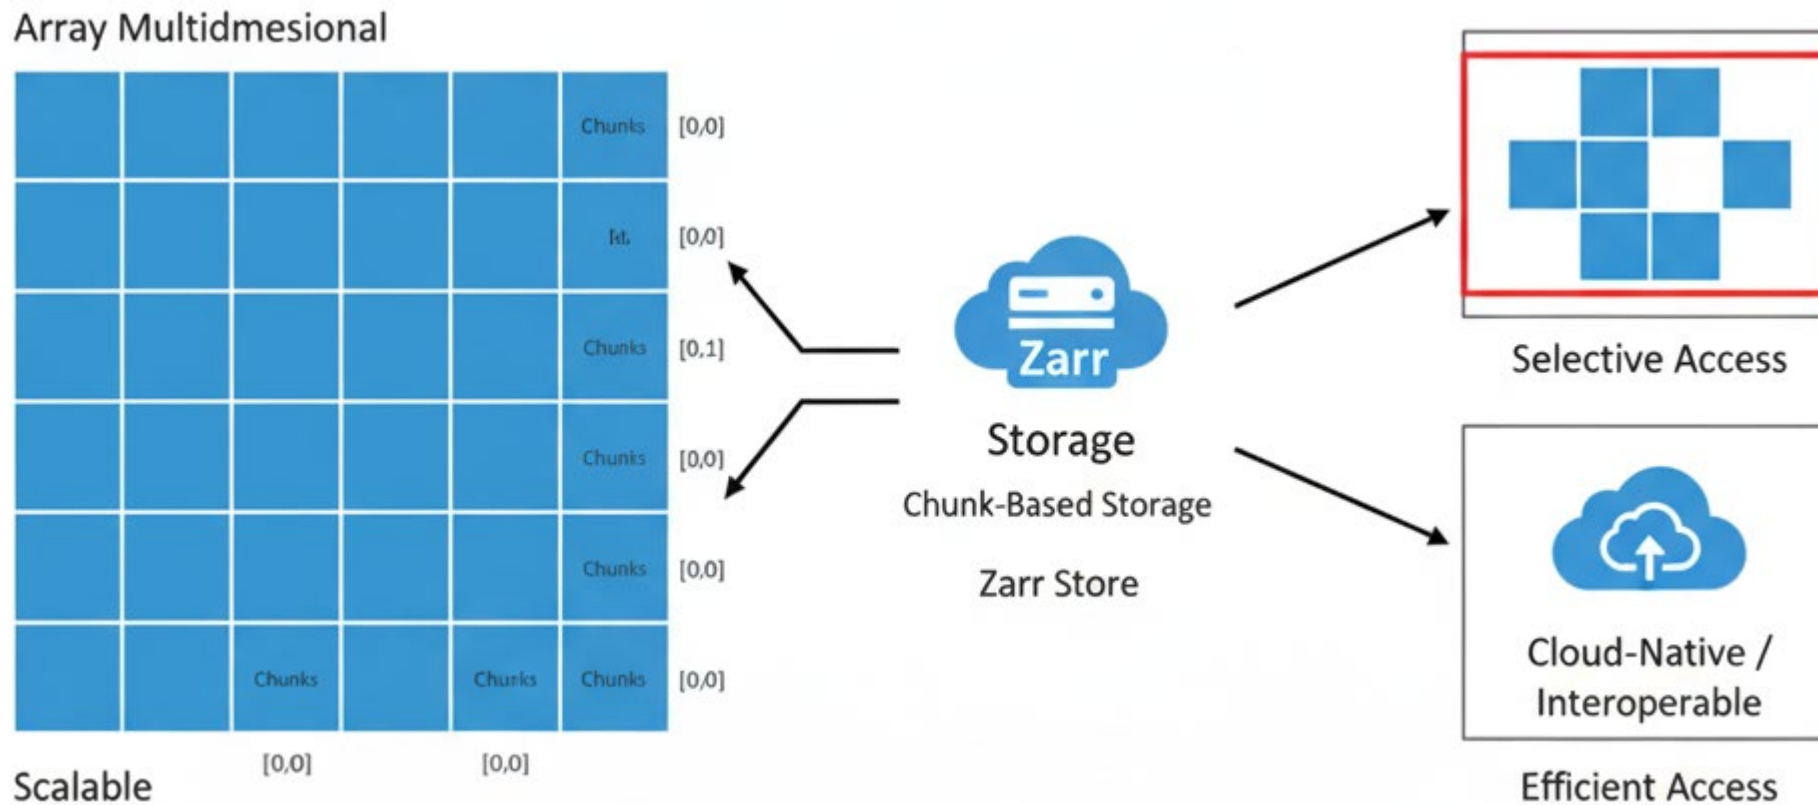 Array Multidmesional
Chunks [0,0]
[0,0]
Chunks [0,1]
Chunks [0,0]
Chunks [0,0]
Chunks Chunks Chunks [0,0]
[0,0] [0,0]
Scalable
Zarr
Storage
Chunk-Based Storage
Zarr Store
Selective Access
Cloud-Native /
Interoperable
Efficient Access